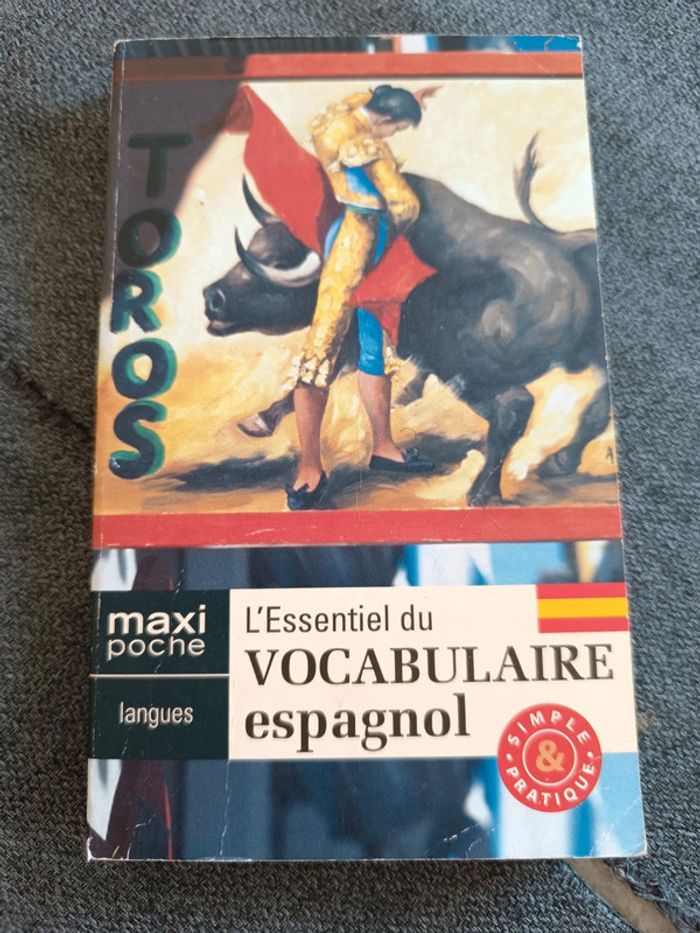 TOROS
maxi
poche
langues
L'Essentiel du
VOCABULAIRE
espagnol
SIMPLE
&
PRATIQUE